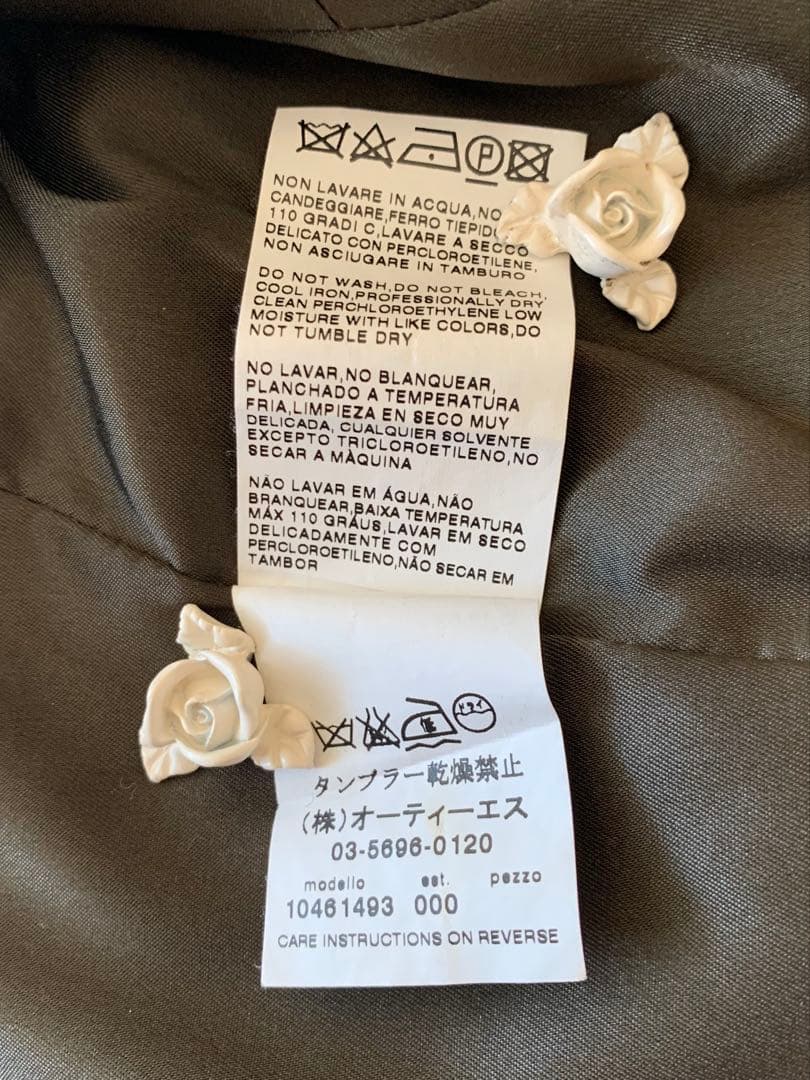 P
NON LAVARE IN ACQUA,NO
CANDEGGIARE,FERRO TIEPIDO
110 GRADI C,LAVARE A SECCO
DELICATO CON PERCLOROETILENE,
NON ASCIUGARE IN TAMBURO
DO NOT WASH,DO NOT BLEACH,
COOL IRON,PROFESSIONALLY DRY
CLEAN PERCHLOROETHYLENE LOW
MOISTURE WITH LIKE COLORS,DO
NOT TUMBLE DRY
NO LAVAR,NO BLANQUEAR,
PLANCHADO A TEMPERATURA
FRIA,LIMPIEZA EN SECO MUY
DELICADA, CUALQUIER SOLVENTE
EXCEPTO TRICLOROETILENO,NO
SECAR A MÀQUINA
NÃO LAVAR EM ÁGUA,NÃO
BRANQUEAR,BAIXA TEMPERATURA
MÁX 110 GRÁUS,LAVAR EM SECO
DELICADAMENTE COM
PERCLOROETILENO,NÃO SECAR EM
TAMBOR
低 ドライ
タンブラー乾燥禁止
(株)オーティーエス
03-5696-0120
modello est. pezzo
10461493 000
CARE INSTRUCTIONS ON REVERSE